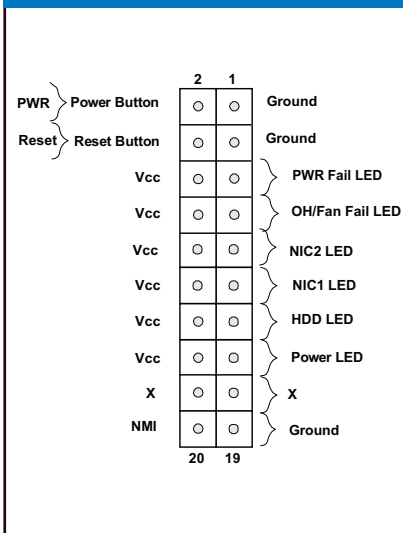 2 1
PWR Power Button Ground
Reset Reset Button Ground
Vcc PWR Fail LED
Vcc OH/Fan Fail LED
Vcc NIC2 LED
Vcc NIC1 LED
Vcc HDD LED
Vcc Power LED
X X
NMI Ground
20 19